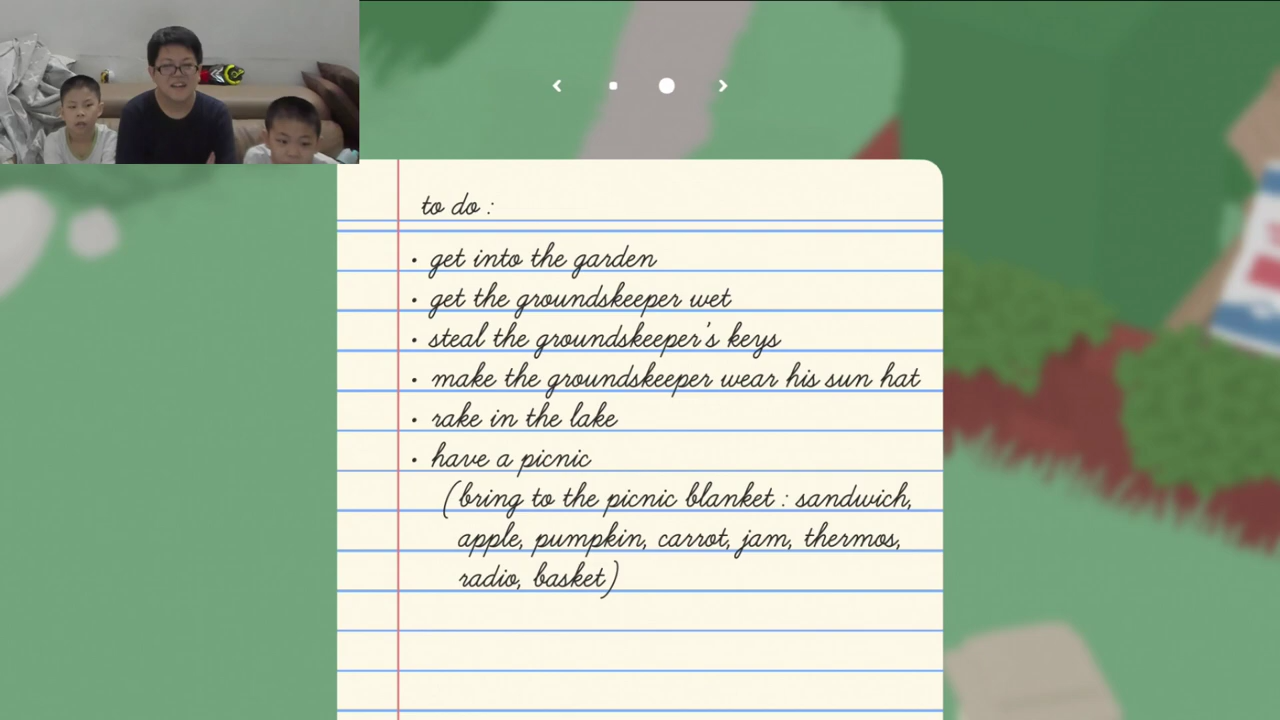 to do :
• get into the garden
• get the groundskeeper wet
• steal the groundskeeper's keys
• make the groundskeeper wear his sun hat
• rake in the lake
• have a picnic
(bring to the picnic blanket : sandwich,
apple, pumpkin, carrot, jam, thermos,
radio, basket)